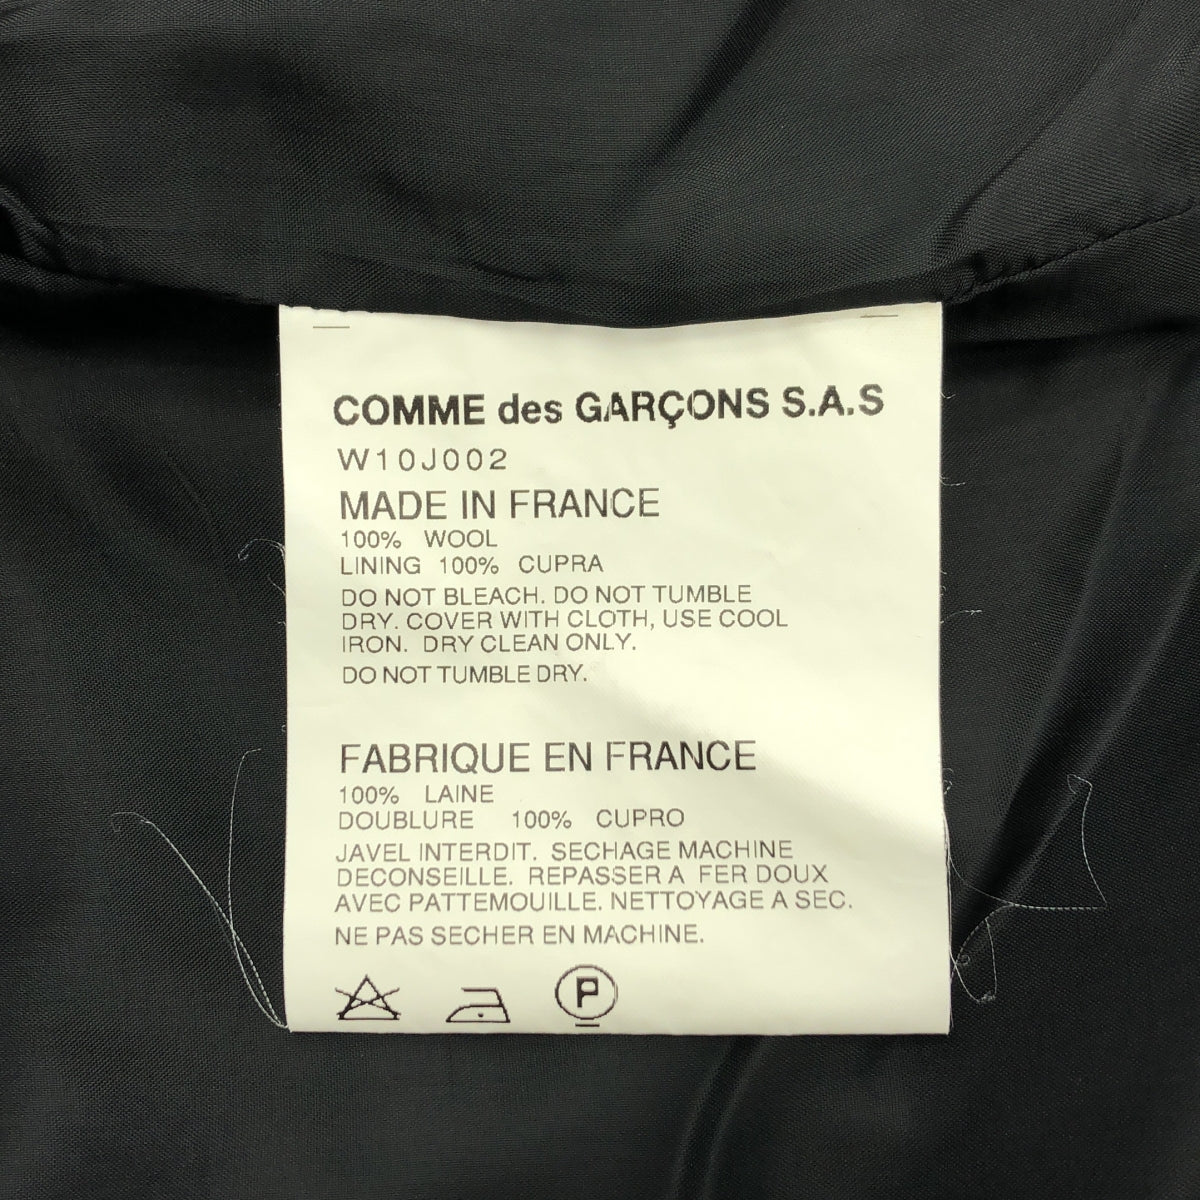 COMME des GARÇONS S.A.S
W10J002
MADE IN FRANCE
100% WOOL
LINING 100% CUPRA
DO NOT BLEACH. DO NOT TUMBLE
DRY. COVER WITH CLOTH, USE COOL
IRON. DRY CLEAN ONLY.
DO NOT TUMBLE DRY.
FABRIQUE EN FRANCE
100% LAINE
DOUBLURE 100% CUPRO
JAVEL INTERDIT. SECHAGE MACHINE
DECONSEILLE. REPASSER A FER DOUX
AVEC PATTEMOUILLE. NETTOYAGE A SEC.
NE PAS SECHER EN MACHINE.
P